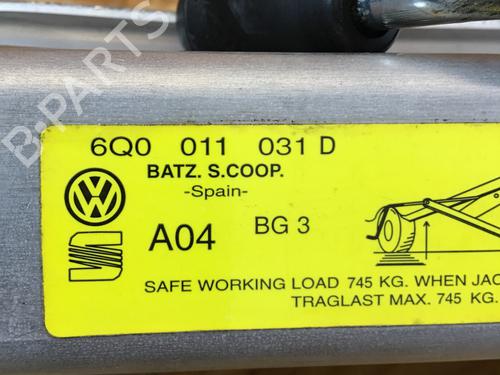 6Q0 011 031 D
BATZ. S.COOP.
-Spain-
A04 BG 3
SAFE WORKING LOAD 745 KG. WHEN JAC
TRAGLAST MAX. 745 KG.
B-PARTS